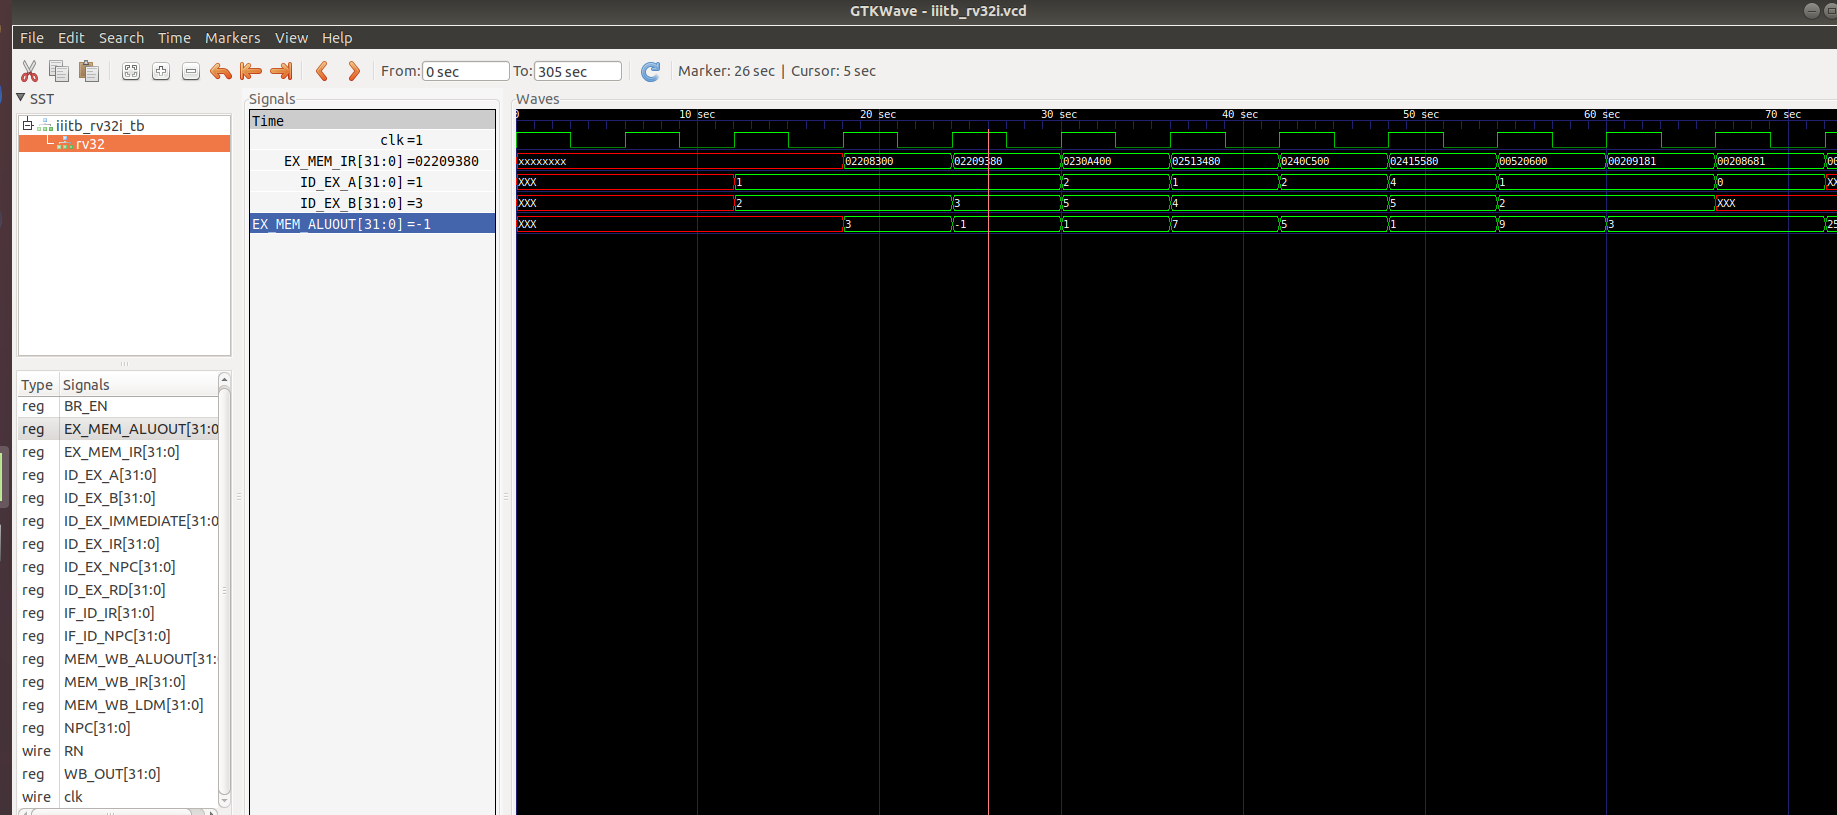 GTKWave - iiitb_rv32i.vcd
File Edit Search Time Markers View Help
From: 0 sec To: 305 sec Marker: 26 sec | Cursor: 5 sec
SST
iiitb_rv32i_tb
rv32
Type Signals
reg BR_EN
reg EX_MEM_ALUOUT[31:0
reg EX_MEM_IR[31:0]
reg ID_EX_A[31:0]
reg ID_EX_B[31:0]
reg ID_EX_IMMEDIATE[31:0
reg ID_EX_IR[31:0]
reg ID_EX_NPC[31:0]
reg ID_EX_RD[31:0]
reg IF_ID_IR[31:0]
reg IF_ID_NPC[31:0]
reg MEM_WB_ALUOUT[31:
reg MEM_WB_IR[31:0]
reg MEM_WB_LDM[31:0]
reg NPC[31:0]
wire RN
reg WB_OUT[31:0]
wire clk
Signals
Time
clk =1
EX_MEM_IR[31:0] =02209380
ID_EX_A[31:0] =1
ID_EX_B[31:0] =3
EX_MEM_ALUOUT[31:0] =-1
Waves
0 10 sec 20 sec 30 sec 40 sec 50 sec 60 sec 70 sec
xxxxxxxx 02208300 02209380 0230A400 02513480 0240C500 02415580 00520600 00209181 00208681 00
XXX 1 2 1 2 4 1 0 XX
XXX 2 3 5 4 5 2 XXX
XXX 3 -1 1 7 5 1 9 3 25